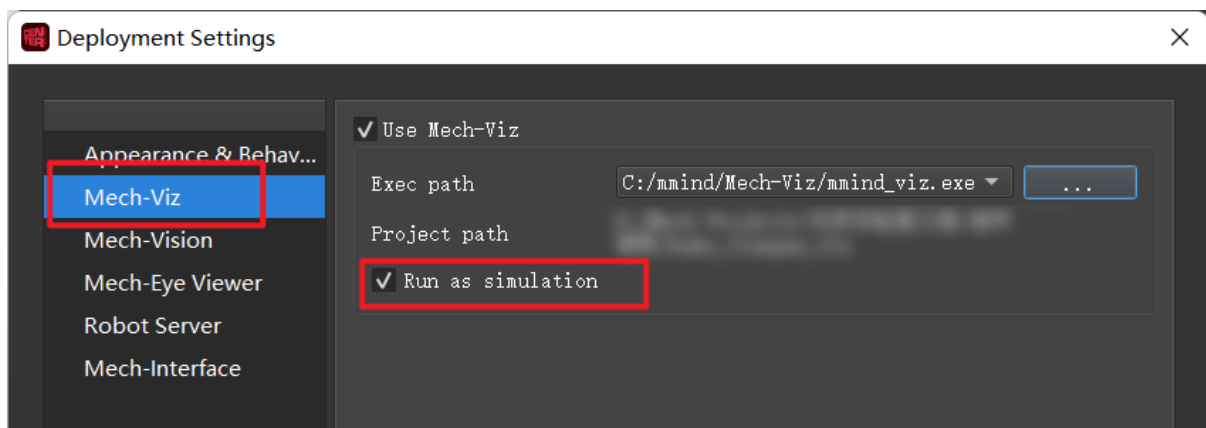 Deployment Settings
Appearance & Behav...
Mech-Viz
Mech-Vision
Mech-Eye Viewer
Robot Server
Mech-Interface
Use Mech-Viz
Exec path
C:/mmind/Mech-Viz/mmind_viz.exe
...
Project path
Run as simulation